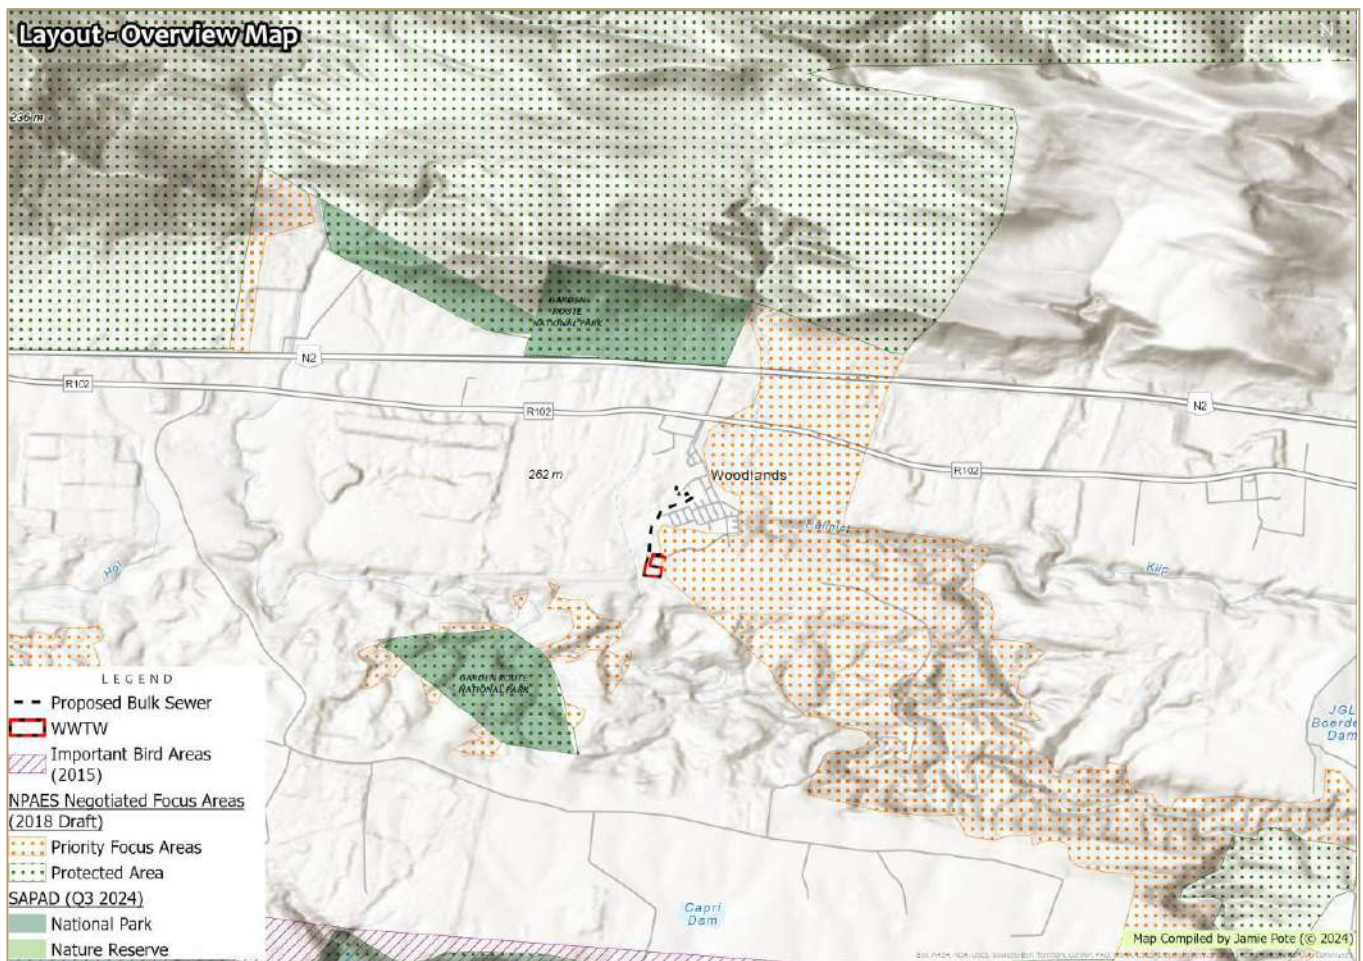 Layout - Overview Map
N
236 m
GARDEN
ROUTE
NATIONAL PARK
N2
R102
N2
R102
262 m
Woodlands
R102
Palmiet
Klip
Hol
GARDEN ROUTE
NATIONAL PARK
JGL
Boerdery
Dam
Capri
Dam
LEGEND
Proposed Bulk Sewer
WWTW
Important Bird Areas
(2015)
NPAES Negotiated Focus Areas
(2018 Draft)
Priority Focus Areas
Protected Area
SAPAD (Q3 2024)
National Park
Nature Reserve
Map Compiled by Jamie Pote (© 2024)